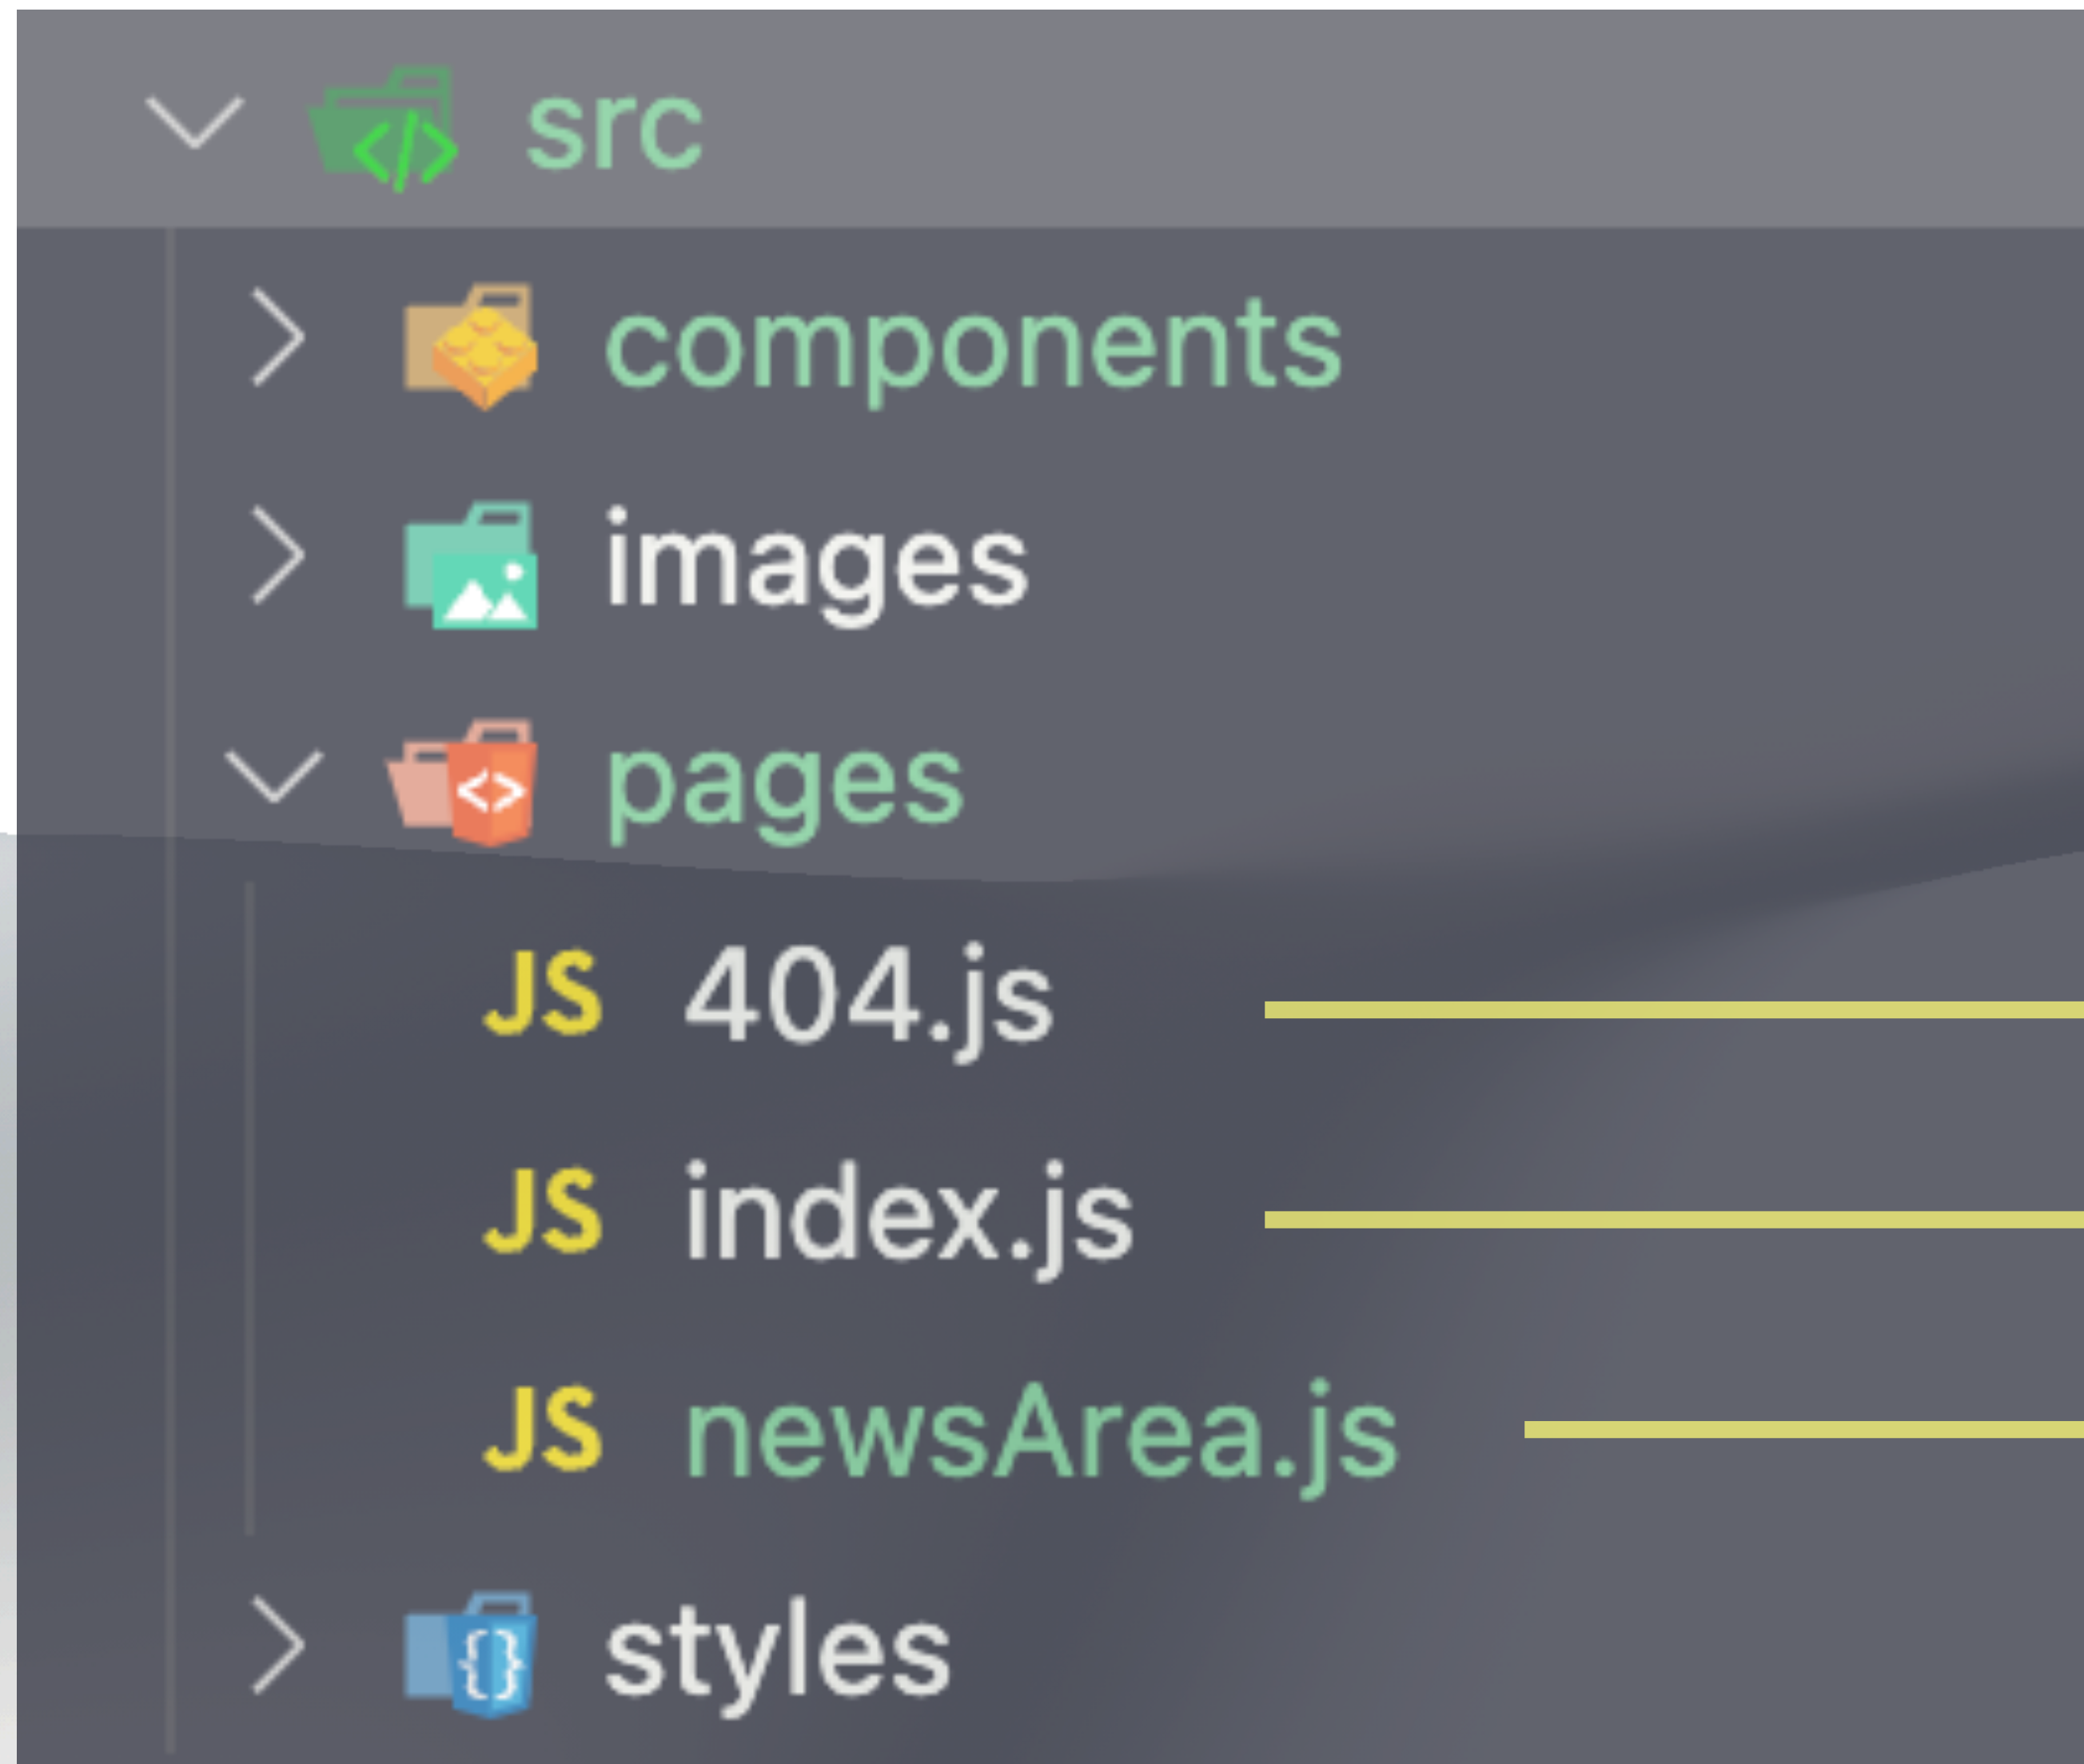 src
components
images
pages
JS 404.js
JS index.js
JS newsArea.js
styles